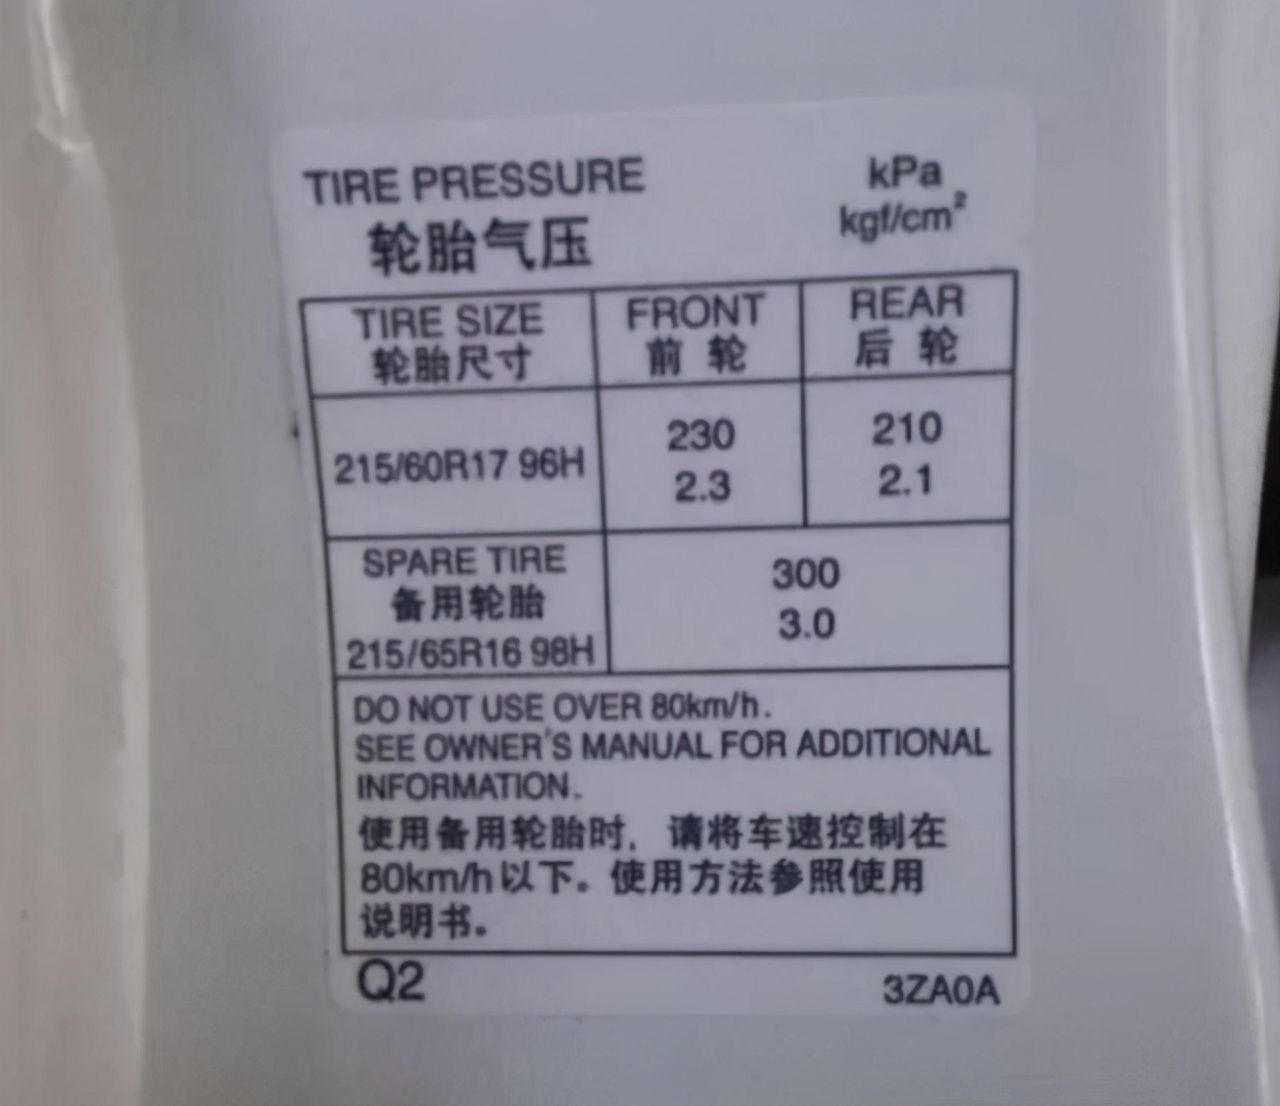 TIRE PRESSURE
轮胎气压
kPa
kgf/cm²
TIRE SIZE
轮胎尺寸
FRONT
前 轮
REAR
后 轮
215/60R17 96H
230
2.3
210
2.1
SPARE TIRE
备用轮胎
215/65R16 98H
300
3.0
DO NOT USE OVER 80km/h.
SEE OWNER'S MANUAL FOR ADDITIONAL
INFORMATION.
使用备用轮胎时，请将车速控制在
80km/h以下。使用方法参照使用
说明书。
Q2
3ZA0A